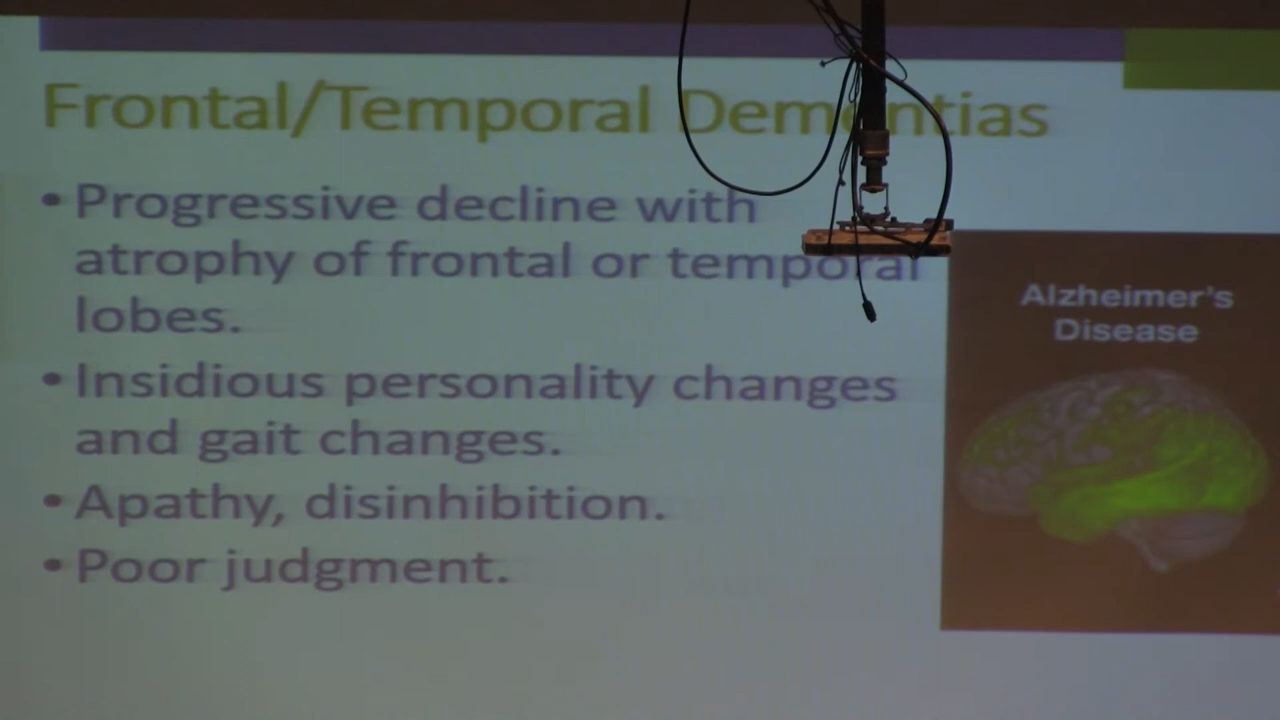 Frontal/Temporal Dementias
• Progressive decline with
atrophy of frontal or temporal
lobes.
• Insidious personality changes
and gait changes.
• Apathy, disinhibition.
• Poor judgment.
Alzheimer's
Disease